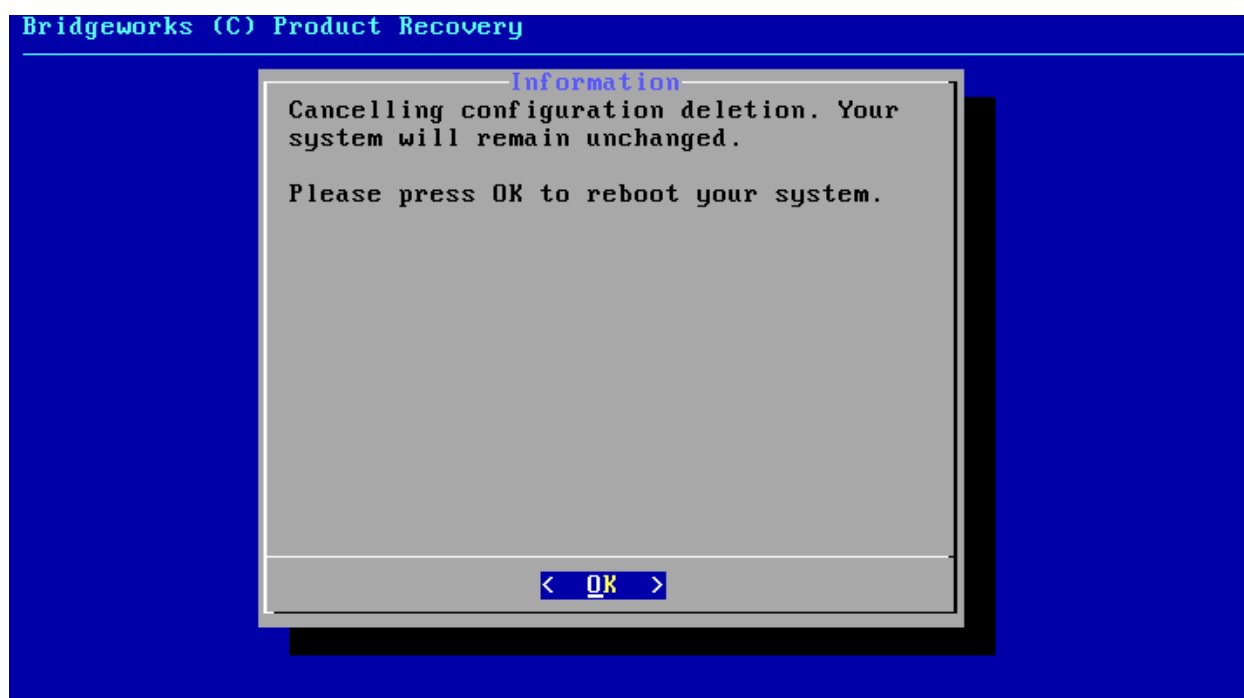 Bridgeworks (C) Product Recovery
Information
Cancelling configuration deletion. Your
system will remain unchanged.
Please press OK to reboot your system.
< OK >